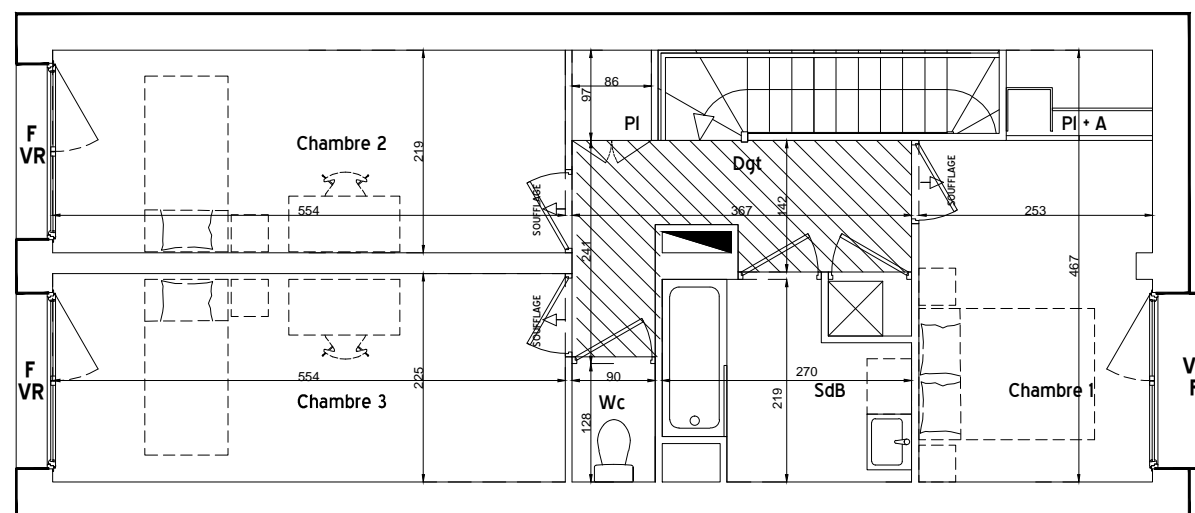 86
97
Pl
Pl + A
F
VR
Chambre 2
219
Dgt
SOUFFLAGE
SOUFFLAGE
554
367
142
253
241
467
SOUFFLAGE
F
VR
554
225
Chambre 3
90
Wc
128
270
219
SdB
Chambre 1
V
F